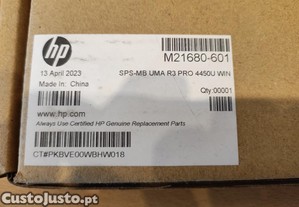 hp
M21680-601
13 April 2023
SPS-MB UMA R3 PRO 4450U WIN
Made In: China
Qty:00001
www.hp.com
Always Use Certified HP Genuine Replacement Parts
CT#PKBVE00WBHW018
CustoJusto.pt